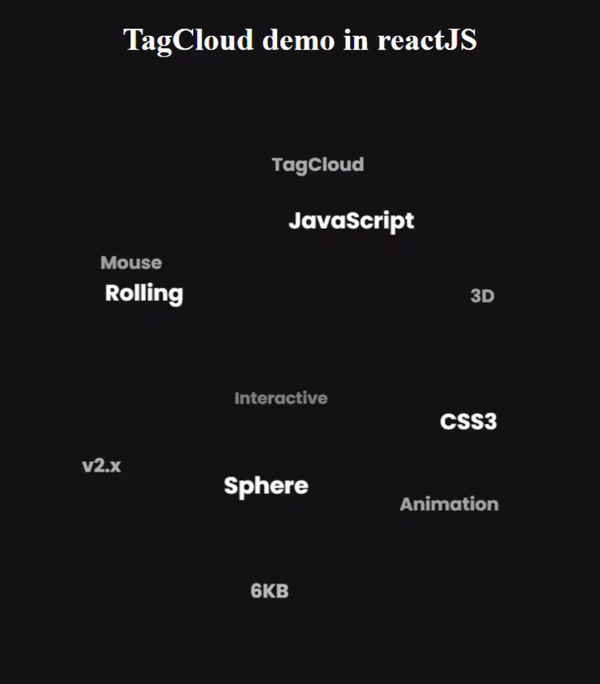 TagCloud demo in reactJS
TagCloud
JavaScript
Mouse
Rolling
3D
Interactive
CSS3
v2.x
Sphere
Animation
6KB